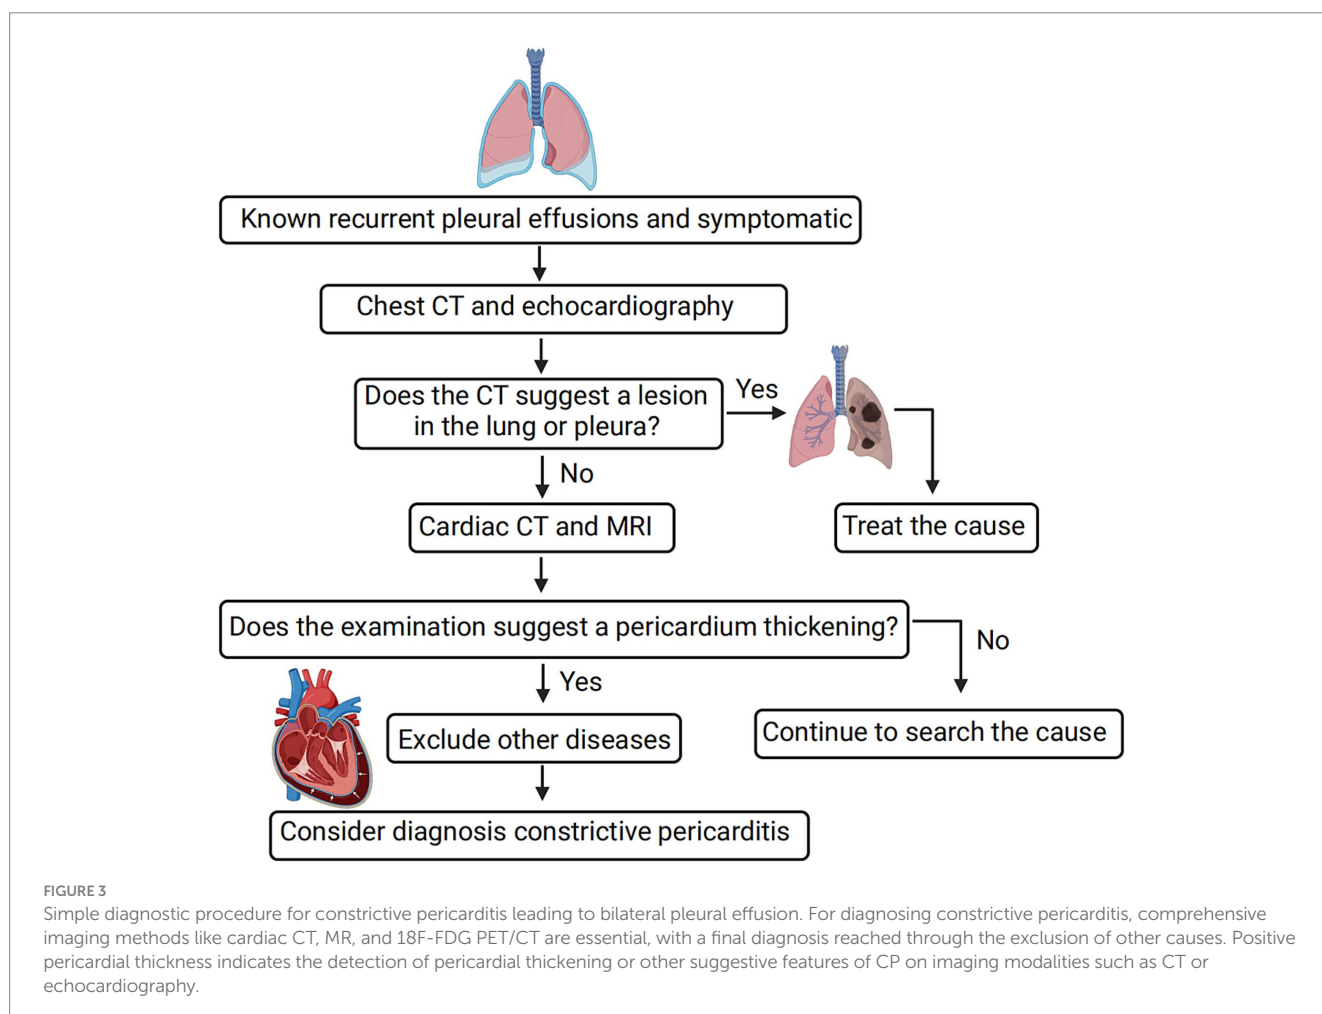 Known recurrent pleural effusions and symptomatic
Chest CT and echocardiography
Does the CT suggest a lesion
in the lung or pleura?
Yes
No
Cardiac CT and MRI
Treat the cause
Does the examination suggest a pericardium thickening?
No
Yes
Exclude other diseases
Continue to search the cause
Consider diagnosis constrictive pericarditis
FIGURE 3
Simple diagnostic procedure for constrictive pericarditis leading to bilateral pleural effusion. For diagnosing constrictive pericarditis, comprehensive
imaging methods like cardiac CT, MR, and 18F-FDG PET/CT are essential, with a final diagnosis reached through the exclusion of other causes. Positive
pericardial thickness indicates the detection of pericardial thickening or other suggestive features of CP on imaging modalities such as CT or
echocardiography.